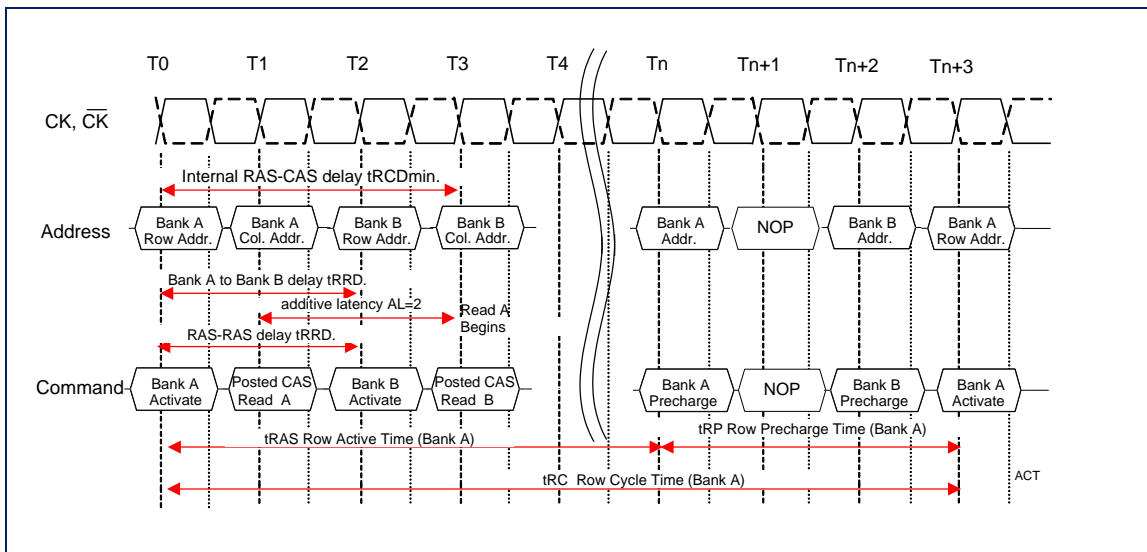 T0 T1 T2 T3 T4 Tn Tn+1 Tn+2 Tn+3
CK, C̅K̅
Internal RAS-CAS delay tRCDmin.
Address
Bank A
Row Addr.
Bank A
Col. Addr.
Bank B
Row Addr.
Bank B
Col. Addr.
Bank A
Addr.
NOP
Bank B
Addr.
Bank A
Row Addr.
Bank A to Bank B delay tRRD.
additive latency AL=2
Read A
Begins
RAS-RAS delay tRRD.
Command
Bank A
Activate
Posted CAS
Read A
Bank B
Activate
Posted CAS
Read B
Bank A
Precharge
NOP
Bank B
Precharge
Bank A
Activate
tRAS Row Active Time (Bank A)
tRP Row Precharge Time (Bank A)
tRC Row Cycle Time (Bank A)
ACT